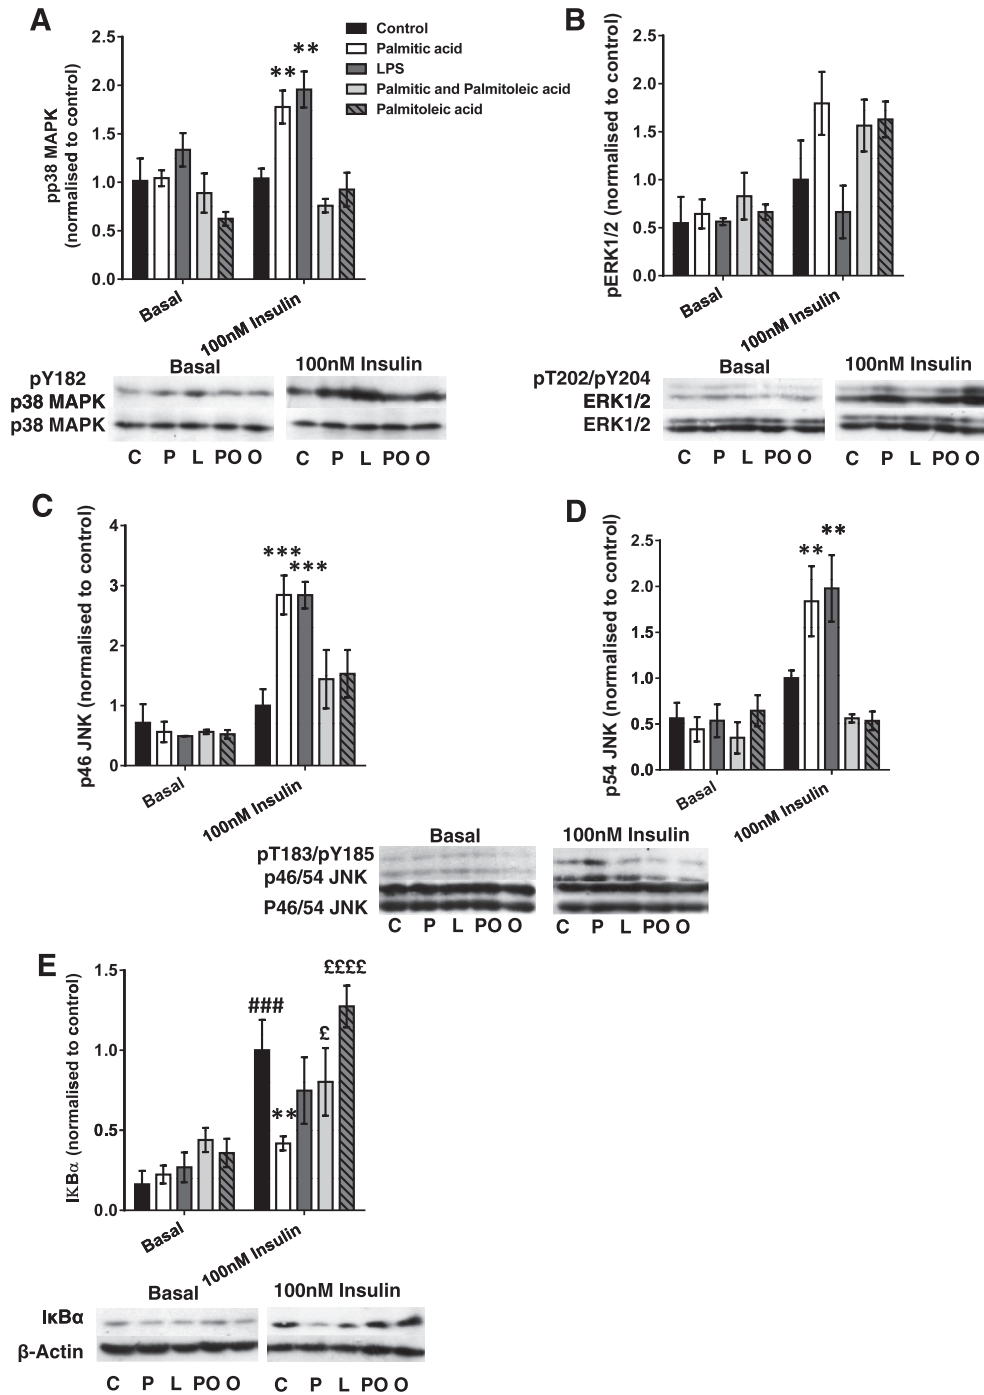 A
pp38 MAPK
(normalised to control)
2.5
2.0
1.5
1.0
0.5
0.0
**
**
Control
Palmitic acid
LPS
Palmitic and Palmitoleic acid
Palmitoleic acid
Basal
100nM Insulin
Basal
100nM Insulin
pY182
p38 MAPK
p38 MAPK
C P L PO O
C P L PO O
B
pERK1/2 (normalised to control)
2.5
2.0
1.5
1.0
0.5
0.0
Basal
100nM Insulin
Basal
100nM Insulin
pT202/pY204
ERK1/2
ERK1/2
C P L PO O
C P L PO O
C
p46 JNK (normalised to control)
4
3
2
1
0
***
***
Basal
100nM Insulin
D
p54 JNK (normalised to control)
2.5
2.0
1.5
1.0
0.5
0.0
**
**
Basal
100nM Insulin
Basal
100nM Insulin
pT183/pY185
p46/54 JNK
P46/54 JNK
C P L PO O
C P L PO O
E
IKBα (normalised to control)
1.5
1.0
0.5
0.0
###
**
£
££££
Basal
100nM Insulin
Basal
100nM Insulin
IκBα
β-Actin
C P L PO O
C P L PO O